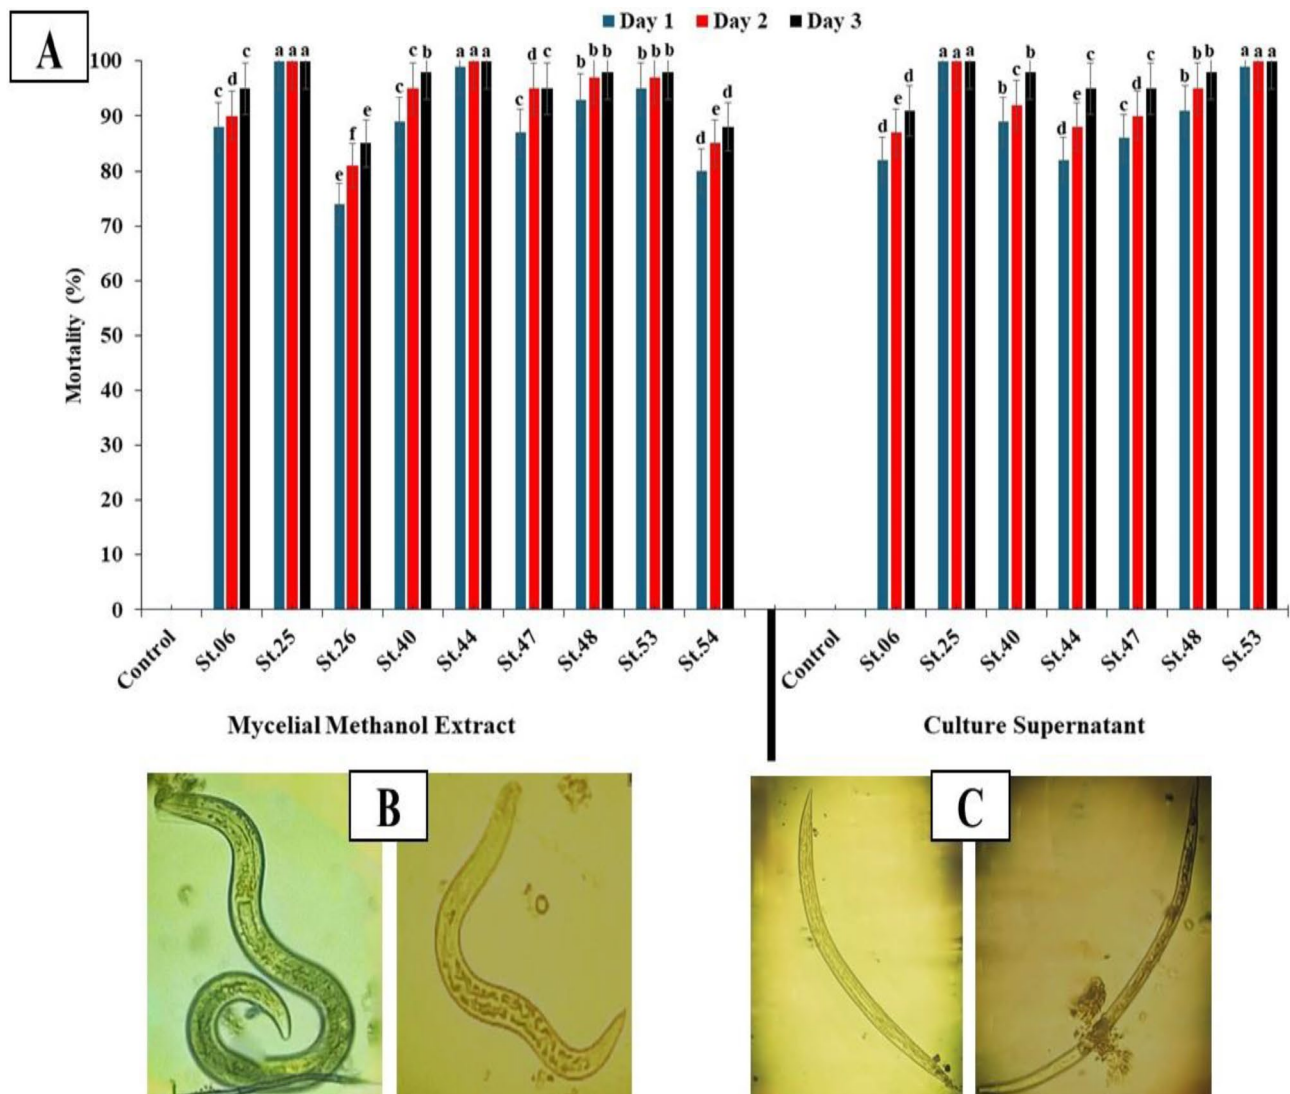 A
Day 1 Day 2 Day 3
Mortality (%)
100
90
80
70
60
50
40
30
20
10
0
c d c a a a e f e c c b a a a c d c b b b b b b d e d
d e d a a a b c b d e c c d c b b b a a a
Control St.06 St.25 St.26 St.40 St.44 St.47 St.48 St.53 St.54 Control St.06 St.25 St.40 St.44 St.47 St.48 St.53
Mycelial Methanol Extract Culture Supernatant
B C